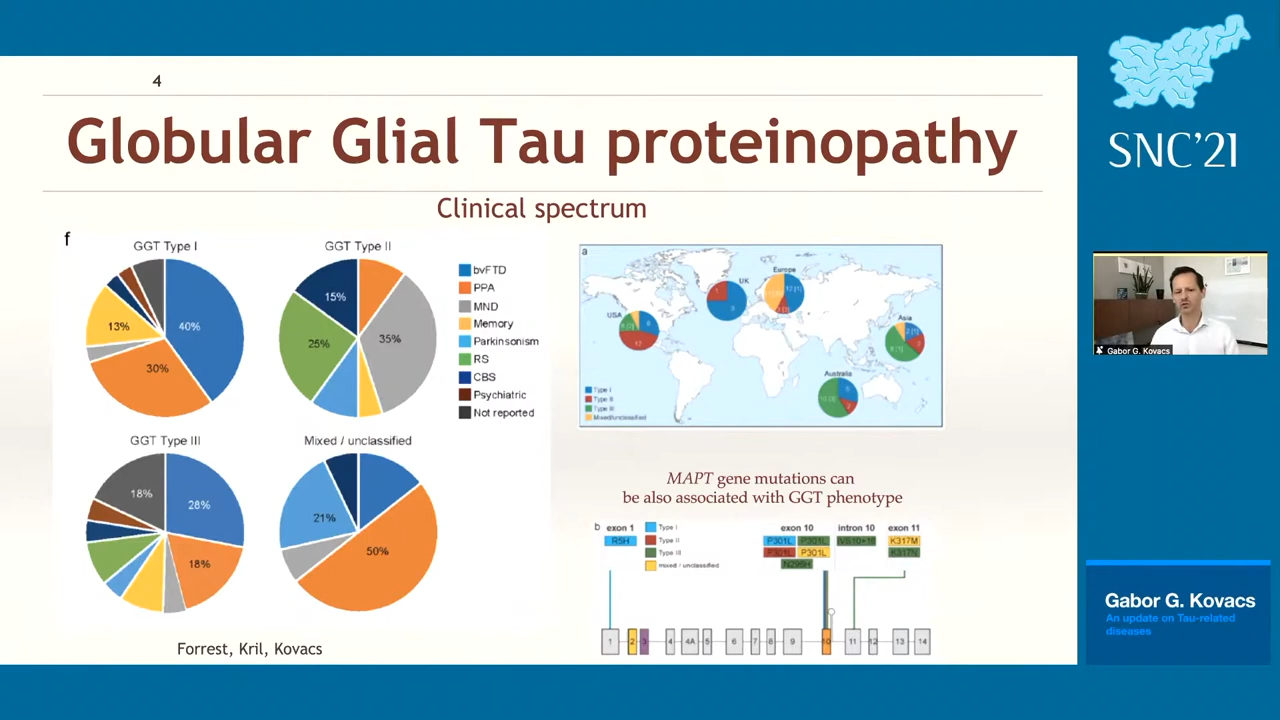 4
Globular Glial Tau proteinopathy
Clinical spectrum
f
GGT Type I
40%
30%
13%
GGT Type II
35%
25%
15%
bvFTD
PPA
MND
Memory
Parkinsonism
RS
CBS
Psychiatric
Not reported
GGT Type III
28%
18%
18%
Mixed / unclassified
50%
21%
Forrest, Kril, Kovacs
a
USA
UK
Europe
Asia
Australia
Type I
Type II
Type III
Mixed/unclassified
MAPT gene mutations can
be also associated with GGT phenotype
b
exon 1
R5H
Type I
Type II
Type III
mixed / unclassified
exon 10
P301L P301L
P301L P301L
N296H
intron 10
exon 11
K317M
K317N
1 2 3 4 4A 5 6 7 8 9 10 11 12 13 14
SNC'21
Gabor G. Kovacs
Gabor G. Kovacs
An update on Tau-related
diseases